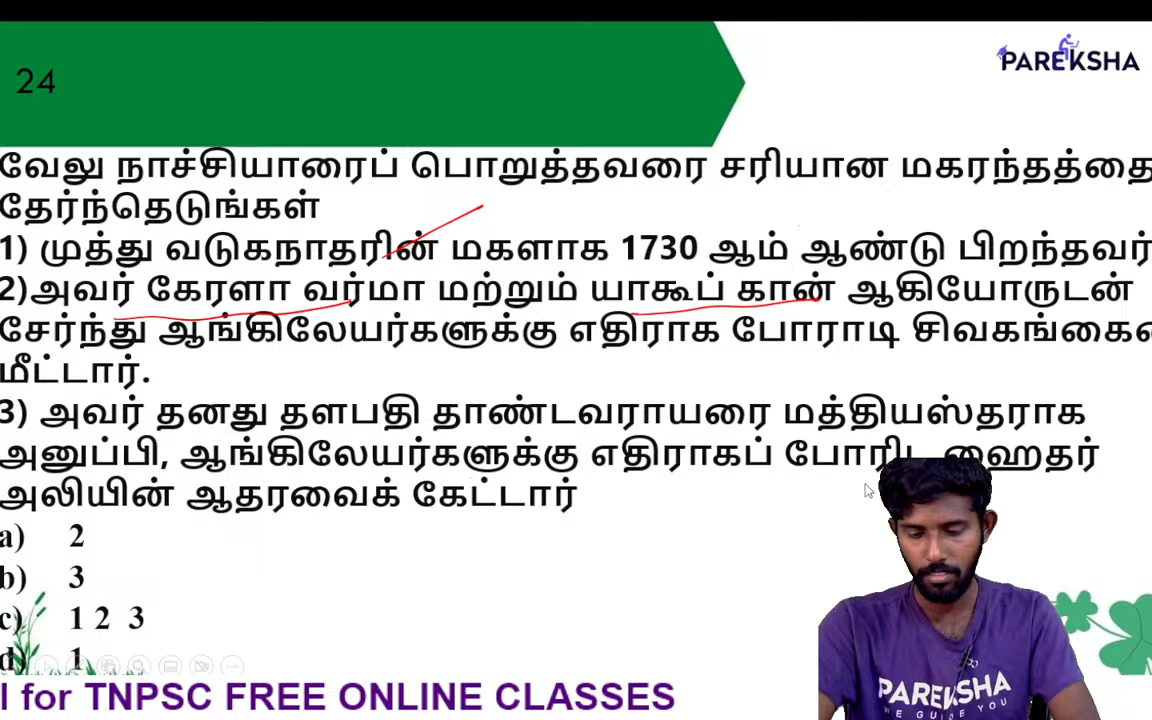 24
PAREKSHA
வேலு நாச்சியாரைப் பொறுத்தவரை சரியான மகரந்தத்தை
தேர்ந்தெடுங்கள்
1) முத்து வடுகநாதரின் மகளாக 1730 ஆம் ஆண்டு பிறந்தவர்
2)அவர் கேரளா வர்மா மற்றும் யாகூப் கான் ஆகியோருடன்
சேர்ந்து ஆங்கிலேயர்களுக்கு எதிராக போராடி
மீட்டார்.
3) அவர் தனது தளபதி தாண்டவராயரை மத்தியஸ்தராக
அனுப்பி, ஆங்கிலேயர்களுக்கு எதிராகப் போரிட ஹைதர்
அலியின் ஆதரவைக் கேட்டார்
a) 2
b) 3
c) 1 2 3
d) 1
PAREKSHA
WE GUIDE YOU
l for TNPSC FREE ONLINE CLASSES